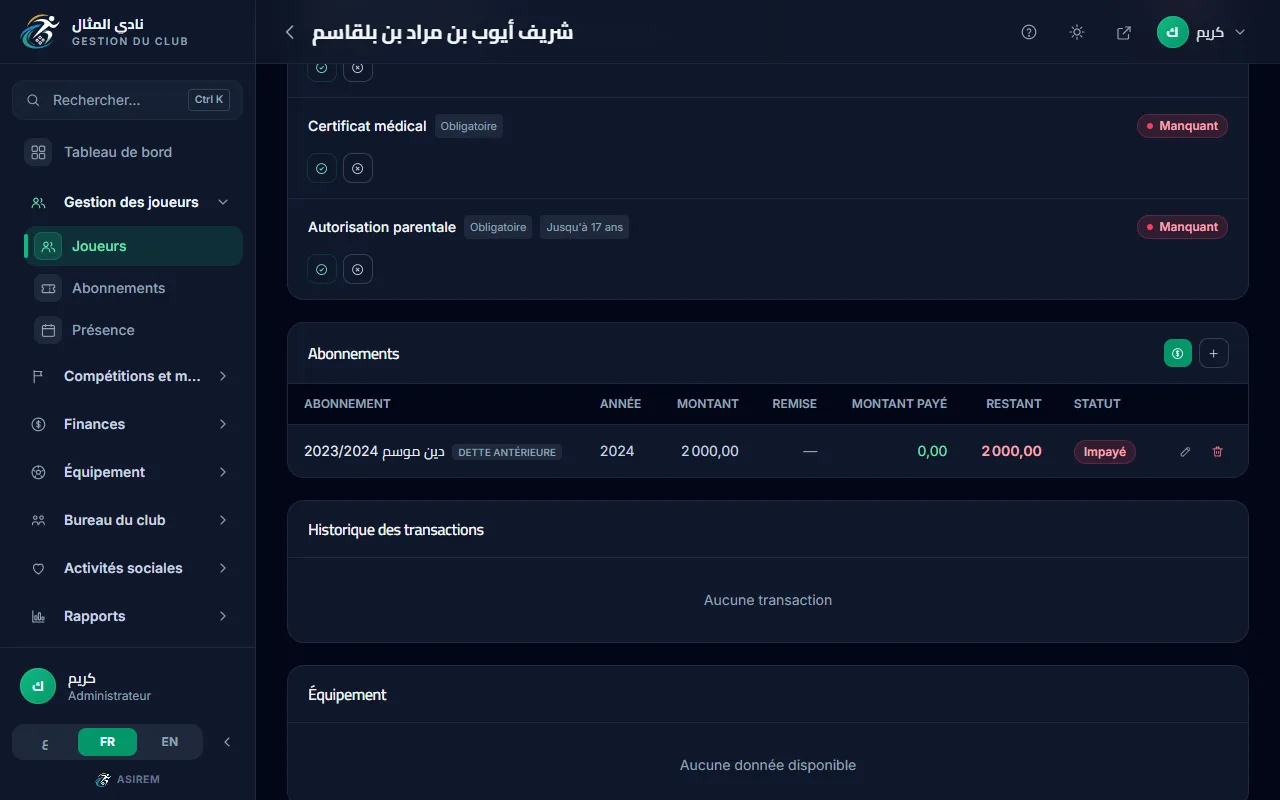 نادي المثال
GESTION DU CLUB
Rechercher...
Ctrl K
Tableau de bord
Gestion des joueurs
Joueurs
Abonnements
Présence
Compétitions et m...
Finances
Équipement
Bureau du club
Activités sociales
Rapports
ك
كريم
Administrateur
ع
FR
EN
ASIREM
شريف أيوب بن مراد بن بلقاسم
ك
كريم
Certificat médical
Obligatoire
Manquant
Autorisation parentale
Obligatoire
Jusqu'à 17 ans
Manquant
Abonnements
ABONNEMENT ANNÉE MONTANT REMISE MONTANT PAYÉ RESTANT STATUT
دين موسم 2023/2024 DETTE ANTÉRIEURE 2024 2 000,00 — 0,00 2 000,00 Impayé
Historique des transactions
Aucune transaction
Équipement
Aucune donnée disponible